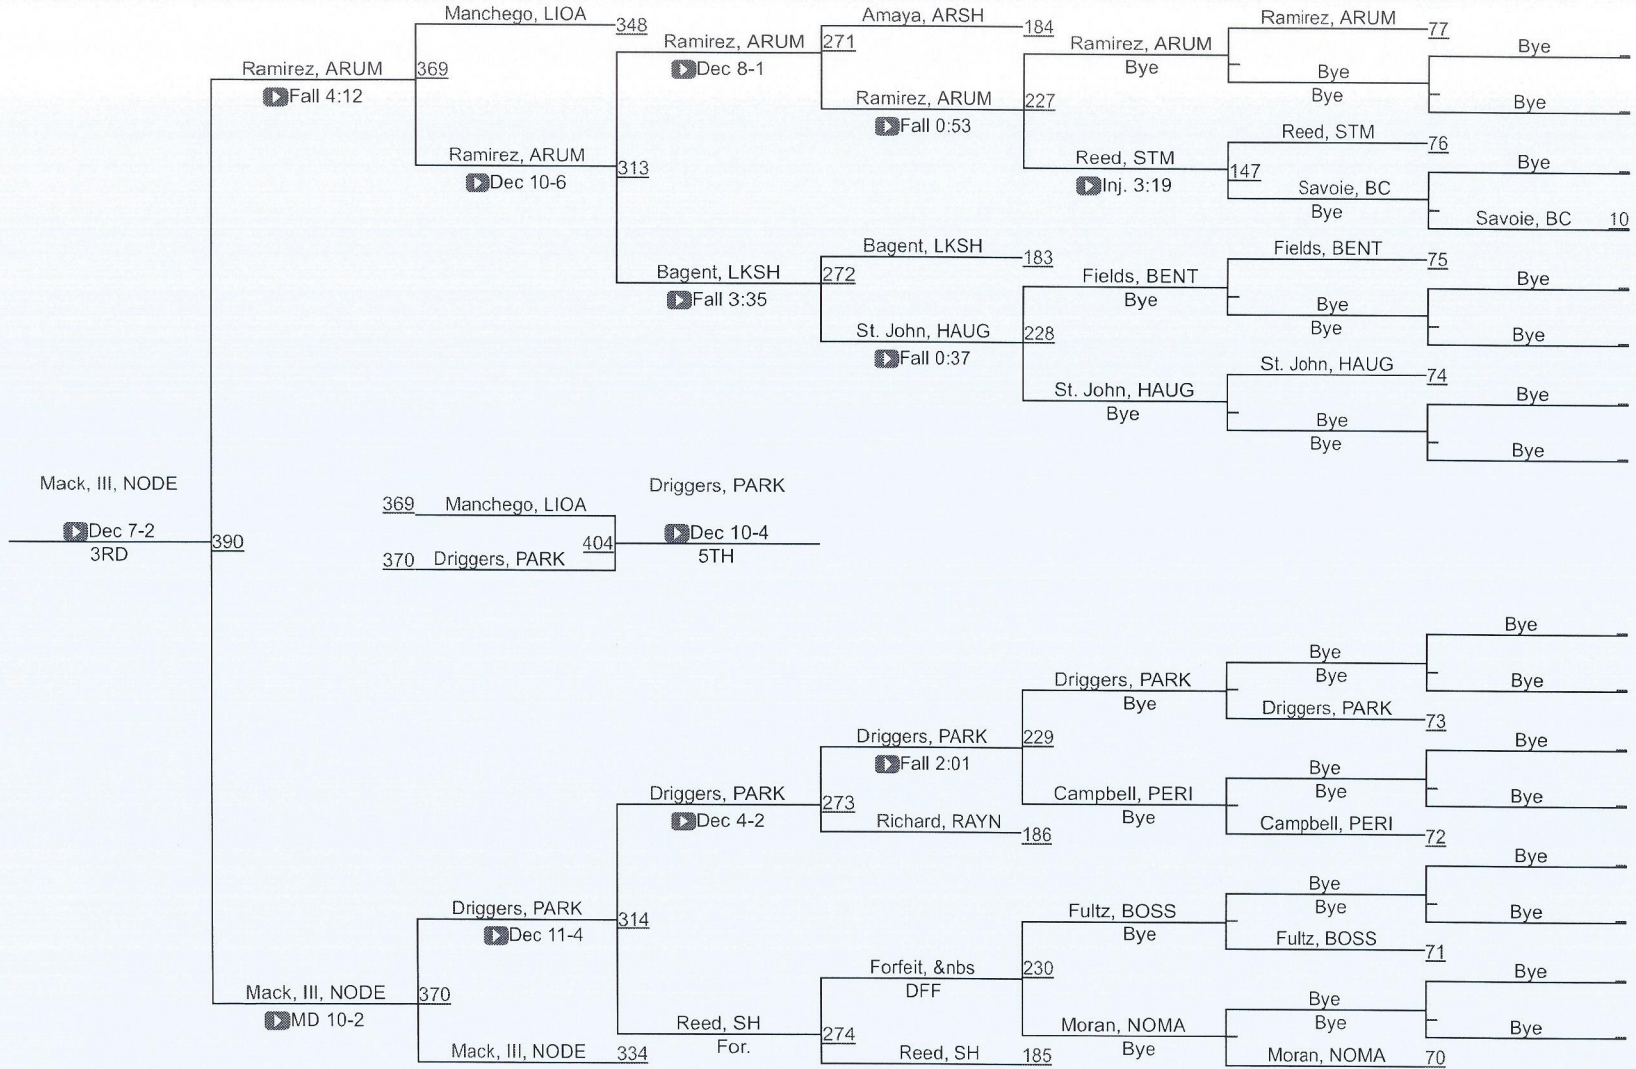 Manchego, LIOA
348
Ramirez, ARUM
369
Fall 4:12
Ramirez, ARUM
313
Dec 10-6
Ramirez, ARUM
271
Dec 8-1
Amaya, ARSH
184
Ramirez, ARUM
227
Fall 0:53
Ramirez, ARUM
Bye
Ramirez, ARUM
77
Bye
Bye
Bye
Bye
Reed, STM
147
Inj. 3:19
Reed, STM
76
Savoie, BC
Bye
Bye
Savoie, BC 10
Bagent, LKSH
272
Fall 3:35
Bagent, LKSH
183
St. John, HAUG
228
Fall 0:37
Fields, BENT
Bye
Fields, BENT
75
Bye
Bye
Bye
Bye
St. John, HAUG
Bye
St. John, HAUG
74
Bye
Bye
Bye
Bye
Mack, III, NODE
Dec 7-2
3RD
390
369 Manchego, LIOA
404
370 Driggers, PARK
Driggers, PARK
Dec 10-4
5TH
Driggers, PARK
273
Dec 4-2
Driggers, PARK
229
Fall 2:01
Driggers, PARK
Bye
Bye
Bye
Bye
Bye
Driggers, PARK
73
Campbell, PERI
Bye
Bye
Bye
Bye
Bye
Campbell, PERI
72
Richard, RAYN
186
Driggers, PARK
314
Dec 11-4
Mack, III, NODE
370
MD 10-2
Mack, III, NODE 334
Reed, SH
For.
274
Forfeit, &nbs
DFF
230
Fultz, BOSS
Bye
Bye
Bye
Bye
Bye
Fultz, BOSS
71
Moran, NOMA
Bye
Bye
Bye
Bye
Bye
Moran, NOMA 70
Reed, SH 185